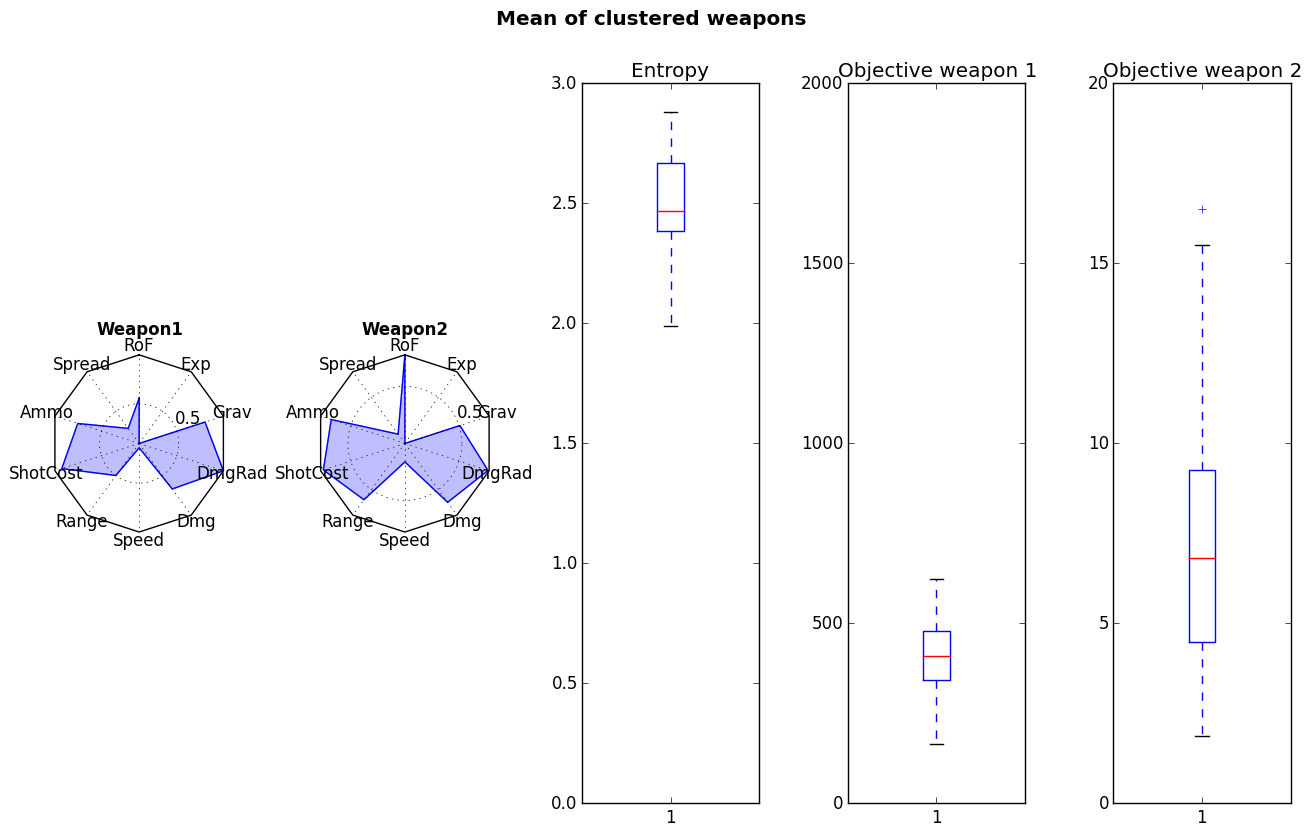 Mean of clustered weapons
Weapon1
RoF
Spread
Exp
Ammo
0.5
Grav
ShotCost
DmgRad
Range
Dmg
Speed
Weapon2
RoF
Spread
Exp
Ammo
0.5
Grav
ShotCost
DmgRad
Range
Dmg
Speed
Entropy
3.0
2.5
2.0
1.5
1.0
0.5
0.0
1
Objective weapon 1
2000
1500
1000
500
0
1
Objective weapon 2
20
15
10
5
0
1